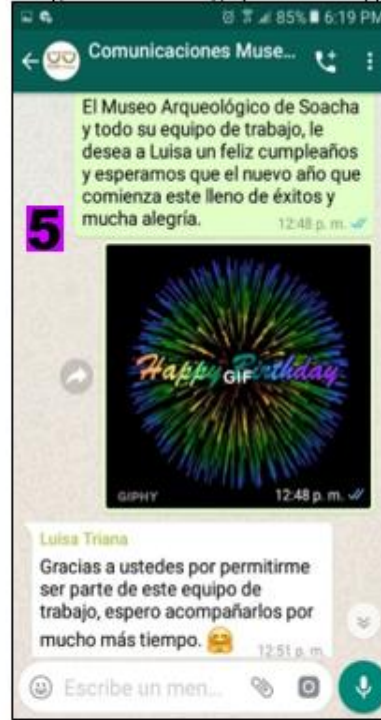 85% 6:19 PM
Comunicaciones Muse...
El Museo Arqueológico de Soacha
y todo su equipo de trabajo, le
desea a Luisa un feliz cumpleaños
y esperamos que el nuevo año que
comienza este lleno de éxitos y
mucha alegría.
12:48 p. m.
5
Happy Birthday
GIF
GIPHY
12:48 p. m.
Luisa Triana
Gracias a ustedes por permitirme
ser parte de este equipo de
trabajo, espero acompañarlos por
mucho más tiempo. 🤗
12:51 p. m.
Escribe un men...